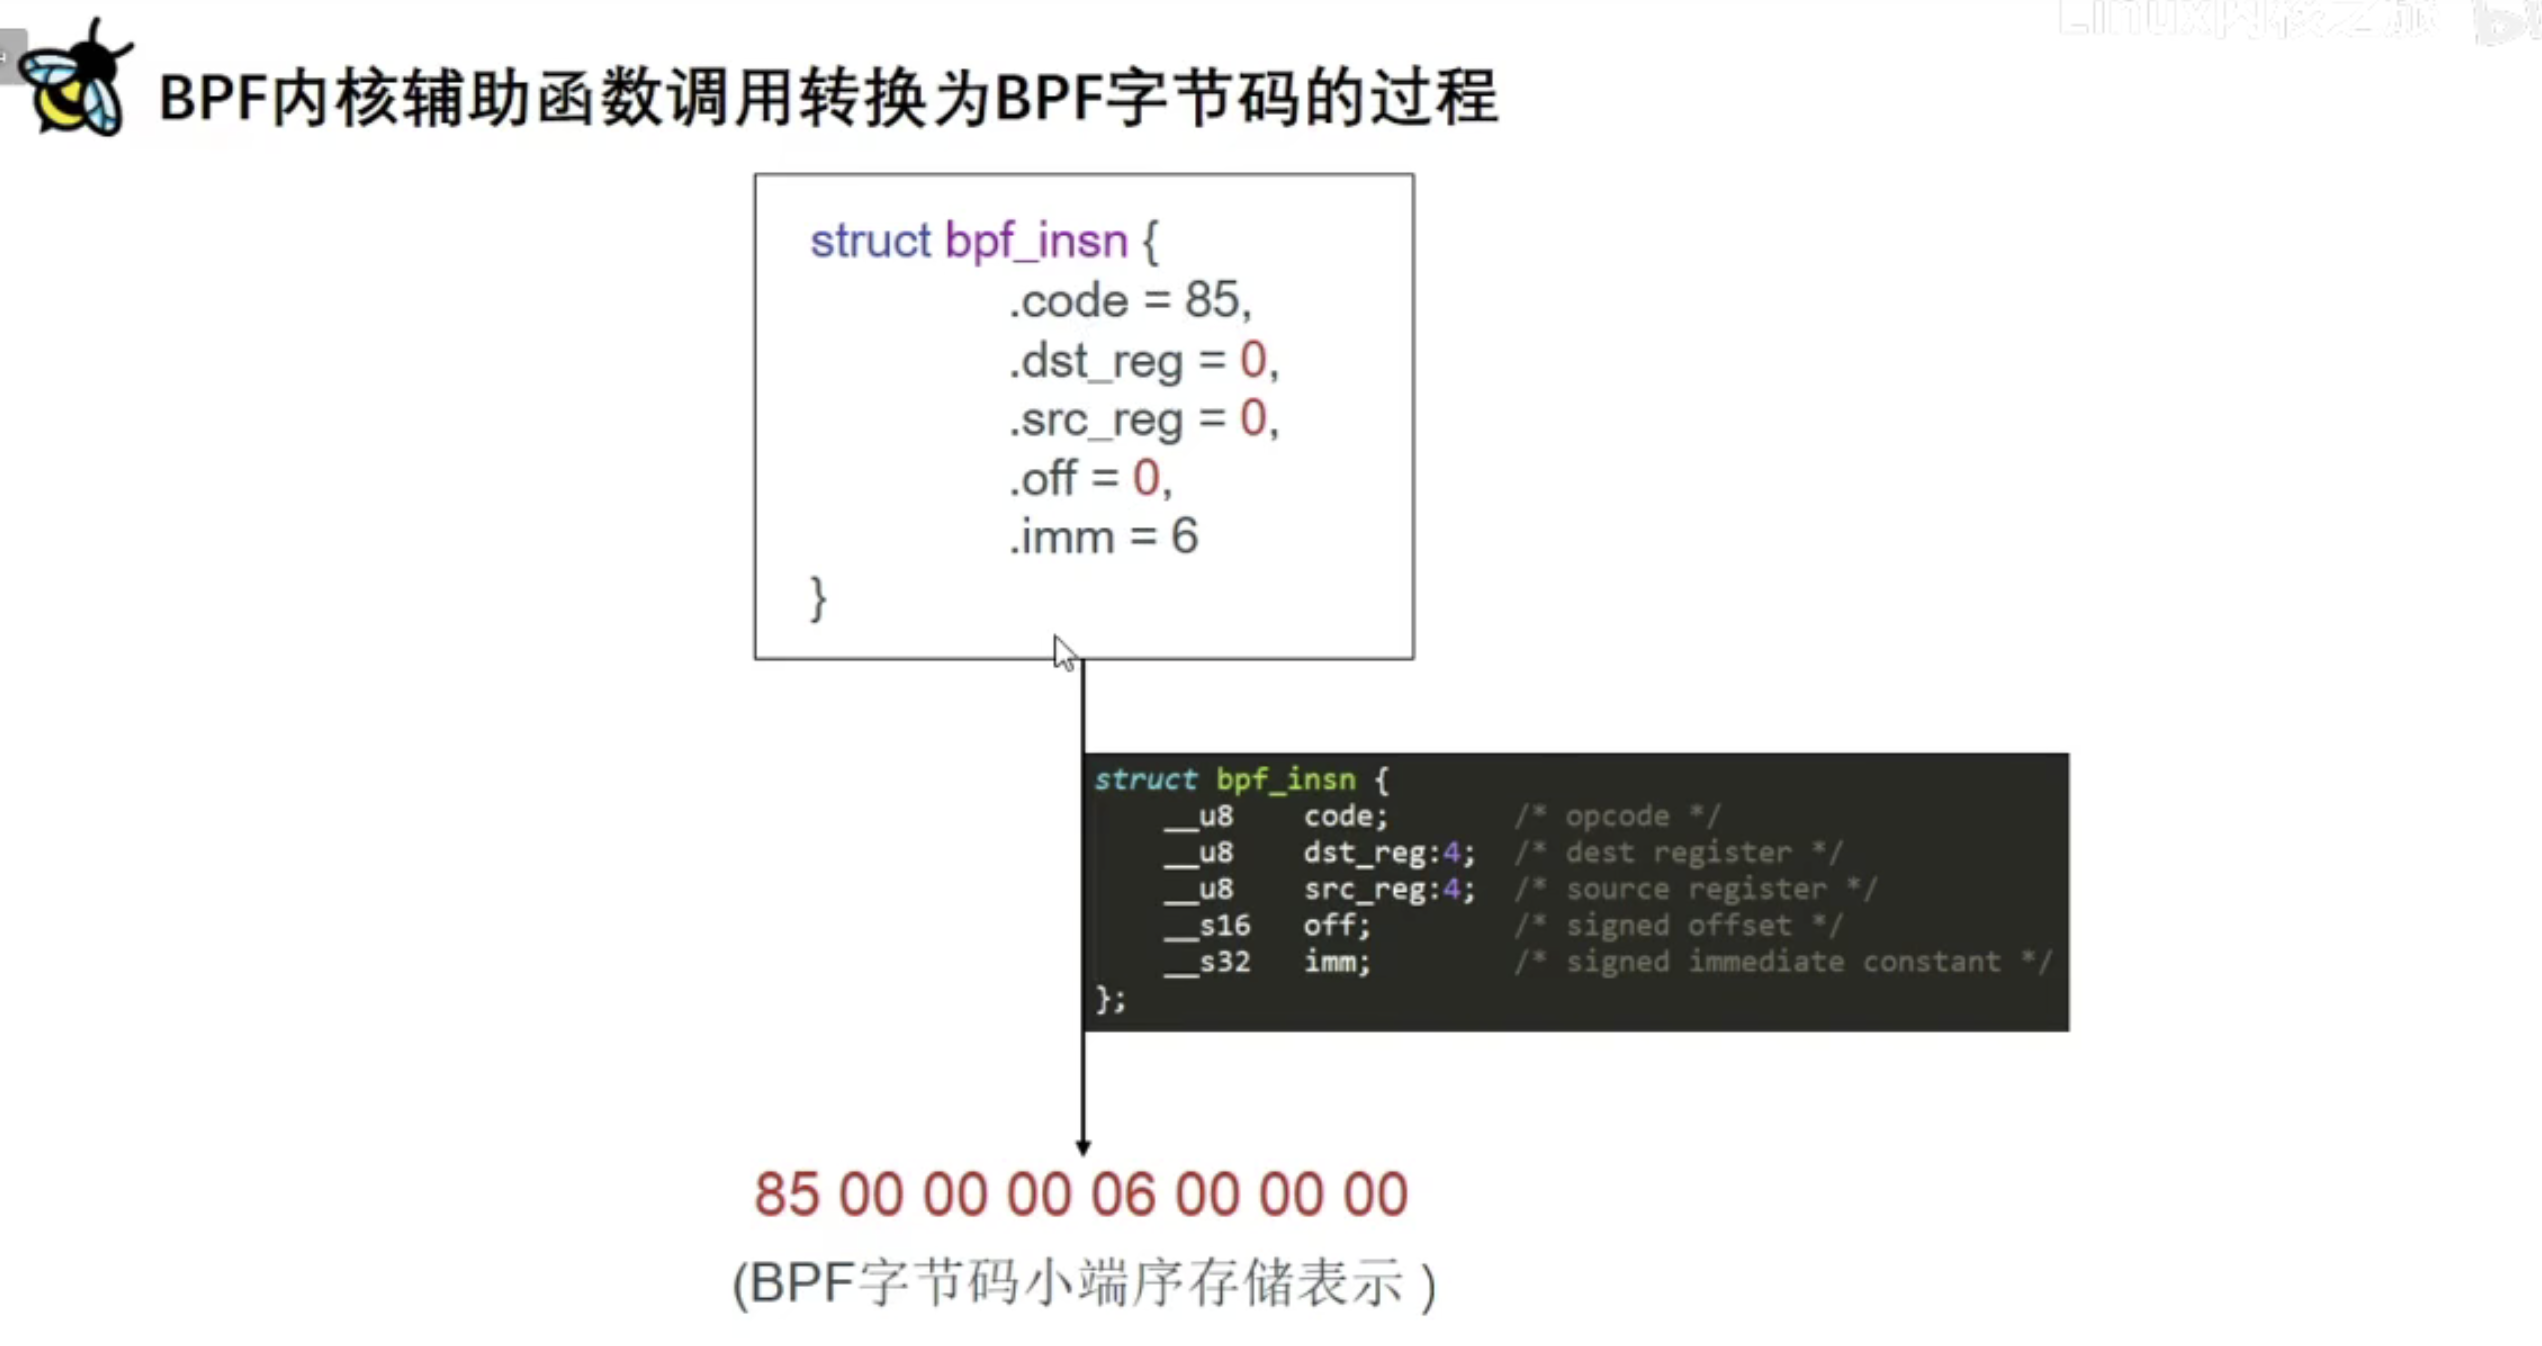 BPF内核辅助函数调用转换为BPF字节码的过程
struct bpf_insn {
.code = 85,
.dst_reg = 0,
.src_reg = 0,
.off = 0,
.imm = 6
}
struct bpf_insn {
__u8 code; /* opcode */
__u8 dst_reg:4; /* dest register */
__u8 src_reg:4; /* source register */
__s16 off; /* signed offset */
__s32 imm; /* signed immediate constant */
};
85 00 00 00 06 00 00 00
(BPF字节码小端序存储表示 )